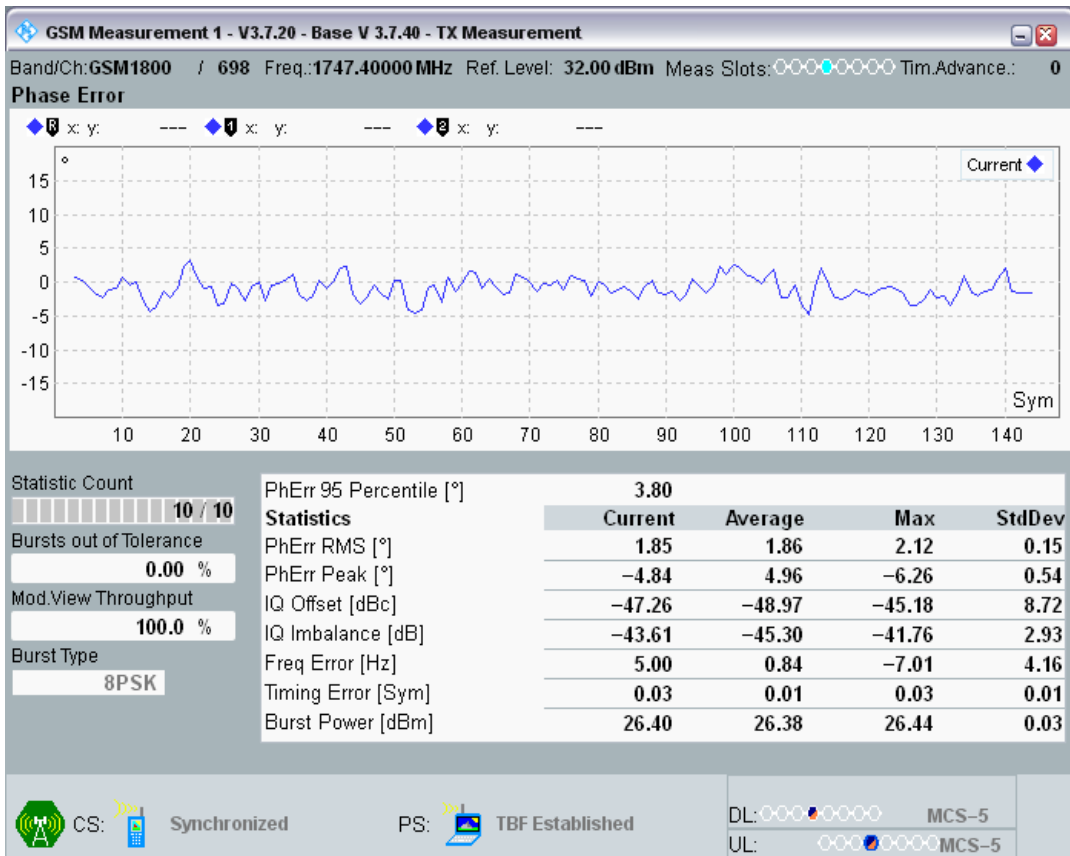 GSM Measurement 1 - V3.7.20 - Base V 3.7.40 - TX Measurement
Band/Ch:GSM1800 / 698 Freq.:1747.40000 MHz Ref. Level: 32.00 dBm Meas Slots: Tim.Advance.: 0
Phase Error
R x: y: --- 1 x: y: --- 2 x: y: ---
° Current
15
10
5
0
-5
-10
-15
Sym
10 20 30 40 50 60 70 80 90 100 110 120 130 140
Statistic Count
10 / 10
Bursts out of Tolerance
0.00 %
Mod.View Throughput
100.0 %
Burst Type
8PSK
PhErr 95 Percentile [°] 3.80
Statistics Current Average Max StdDev
PhErr RMS [°] 1.85 1.86 2.12 0.15
PhErr Peak [°] −4.84 4.96 −6.26 0.54
IQ Offset [dBc] −47.26 −48.97 −45.18 8.72
IQ Imbalance [dB] −43.61 −45.30 −41.76 2.93
Freq Error [Hz] 5.00 0.84 −7.01 4.16
Timing Error [Sym] 0.03 0.01 0.03 0.01
Burst Power [dBm] 26.40 26.38 26.44 0.03
CS: Synchronized PS: TBF Established
DL: MCS−5
UL: MCS−5